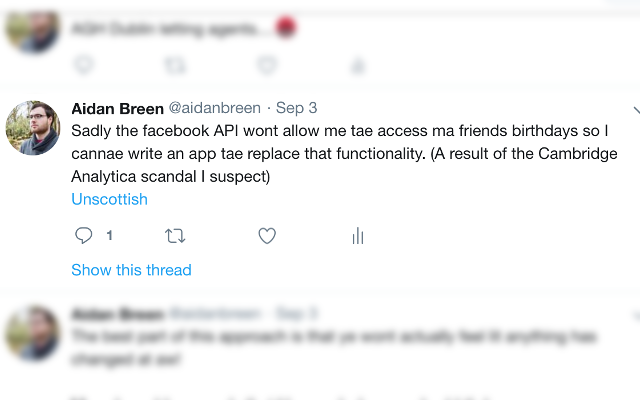 AGH Dublin letting agents...
Aidan Breen @aidanbreen · Sep 3
Sadly the facebook API wont allow me tae access ma friends birthdays so I
cannae write an app tae replace that functionality. (A result of the Cambridge
Analytica scandal I suspect)
Unscottish
1
Show this thread
Aidan Breen @aidanbreen · Sep 3
The best part of this approach is that ye wont actually feel lit anything has
changed at aw!